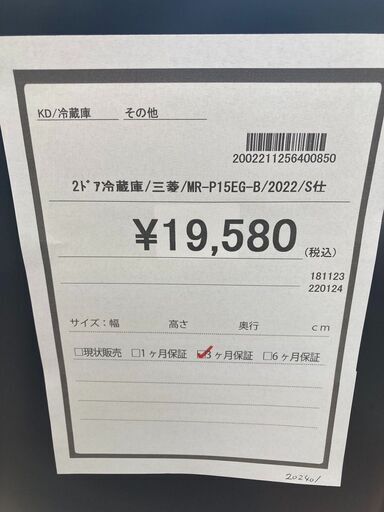 KD/冷蔵庫 その他
2002211256400850
2ドア冷蔵庫/三菱/MR-P15EG-B/2022/S仕
¥19,580(税込)
181123
220124
サイズ:幅 高さ 奥行 cm
□現状販売 □1ヶ月保証 ☑3ヶ月保証 □6ヶ月保証
202401